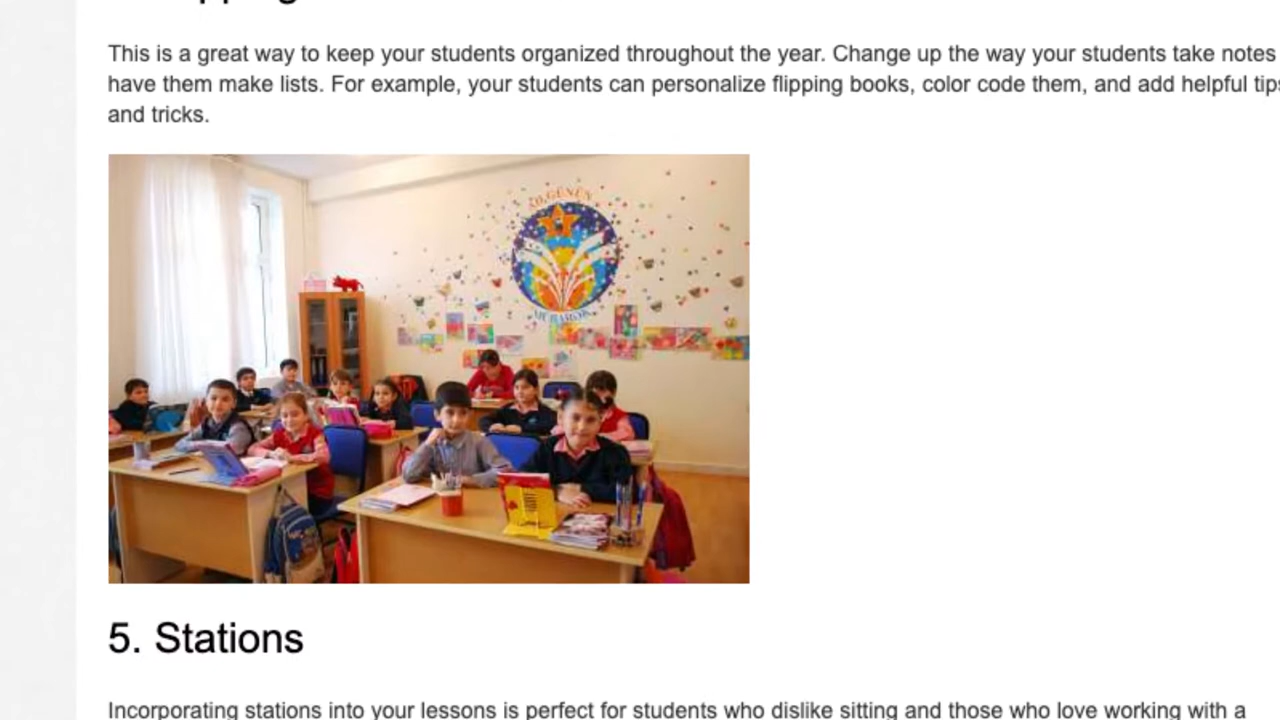 This is a great way to keep your students organized throughout the year. Change up the way your students take notes
have them make lists. For example, your students can personalize flipping books, color code them, and add helpful tips
and tricks.
AD GÜNÜN
MÜBARƏK
5. Stations
Incorporating stations into your lessons is perfect for students who dislike sitting and those who love working with a